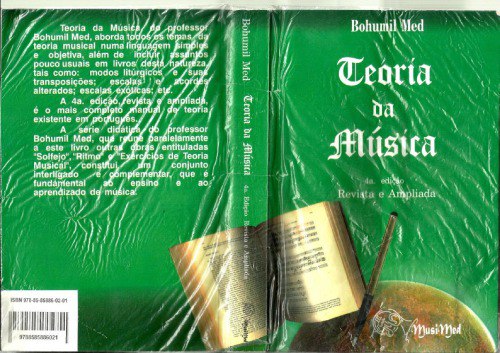 Teoria da Música, do professor
Bohumil Med, aborda todos os temas da
teoria musical numa linguagem simples
e objetiva, além de incluir assuntos
pouco usuais em livros desta natureza,
tais como: modos litúrgicos e suas
transposições; escalas e acordes
alterados; escalas exóticas; etc.
A 4a. edição, revista e ampliada,
é o mais completo manual de teoria
existente em português.
A série didática do professor
Bohumil Med, que reúne paralelamente
a este livro outras obras entituladas
"Solfejo", "Ritmo" e "Exercícios de Teoria
Musical", constitui um conjunto
interligado e complementar, que é
fundamental ao ensino e ao
aprendizado de música.
9788585886021
Bohumil Med Teoria da Música 4a. Edição Revista e Ampliada
Bohumil Med
Teoria
da
Música
4a. edição
Revista e Ampliada
MusiMed